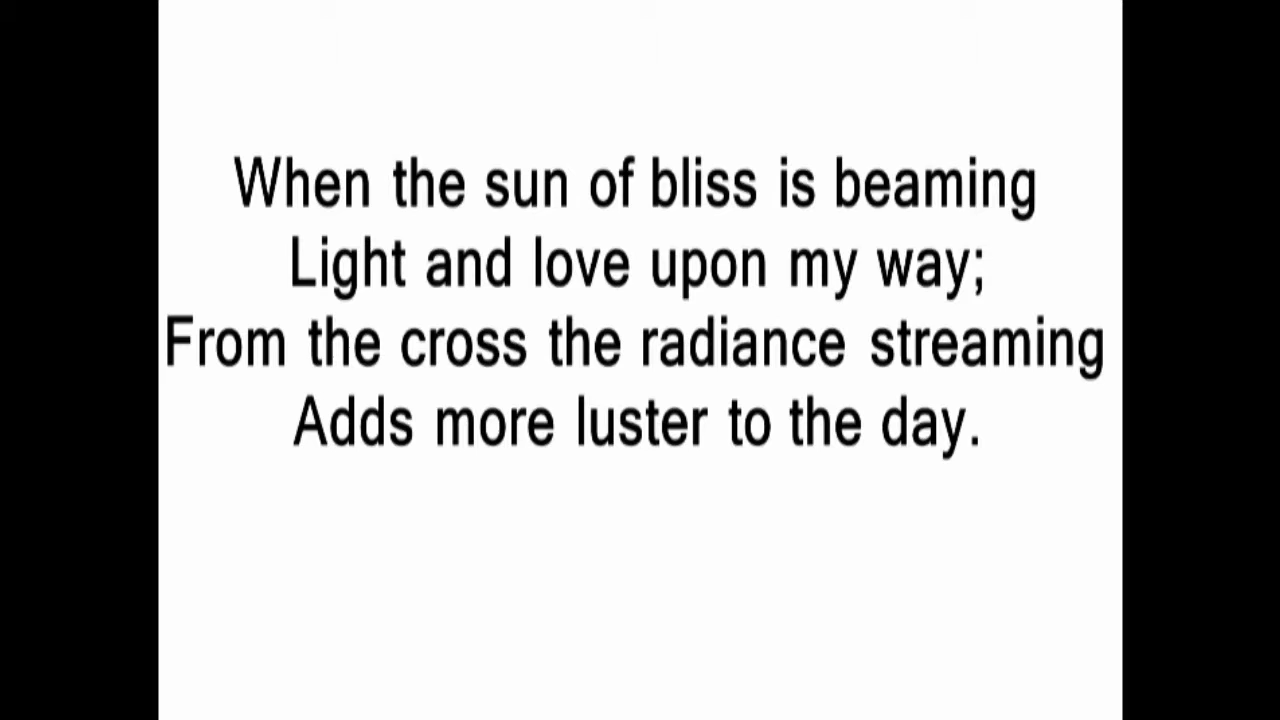 When the sun of bliss is beaming
Light and love upon my way;
From the cross the radiance streaming
Adds more luster to the day.